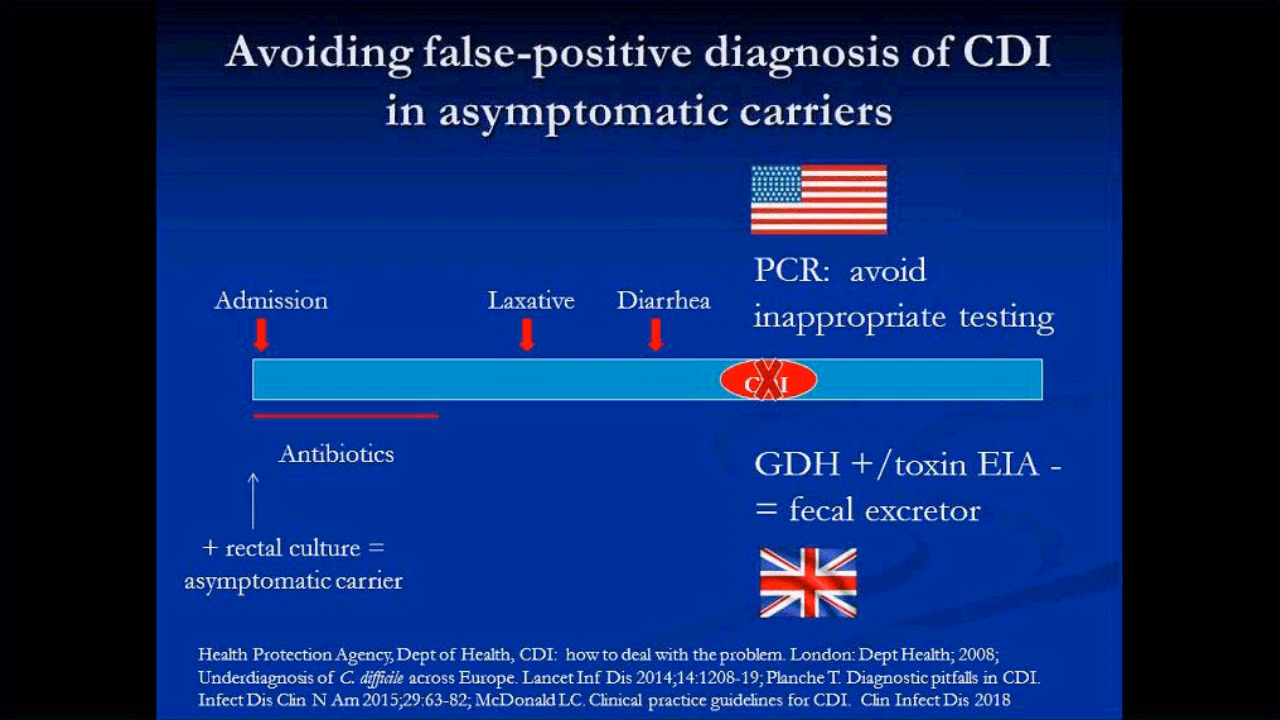 Avoiding false-positive diagnosis of CDI
in asymptomatic carriers
PCR: avoid
inappropriate testing
Admission
Laxative
Diarrhea
CDI
Antibiotics
GDH +/toxin EIA -
= fecal excretor
+ rectal culture =
asymptomatic carrier
Health Protection Agency, Dept of Health, CDI: how to deal with the problem. London: Dept Health; 2008;
Underdiagnosis of C. difficile across Europe. Lancet Inf Dis 2014;14:1208-19; Planche T. Diagnostic pitfalls in CDI.
Infect Dis Clin N Am 2015;29:63-82; McDonald LC. Clinical practice guidelines for CDI. Clin Infect Dis 2018